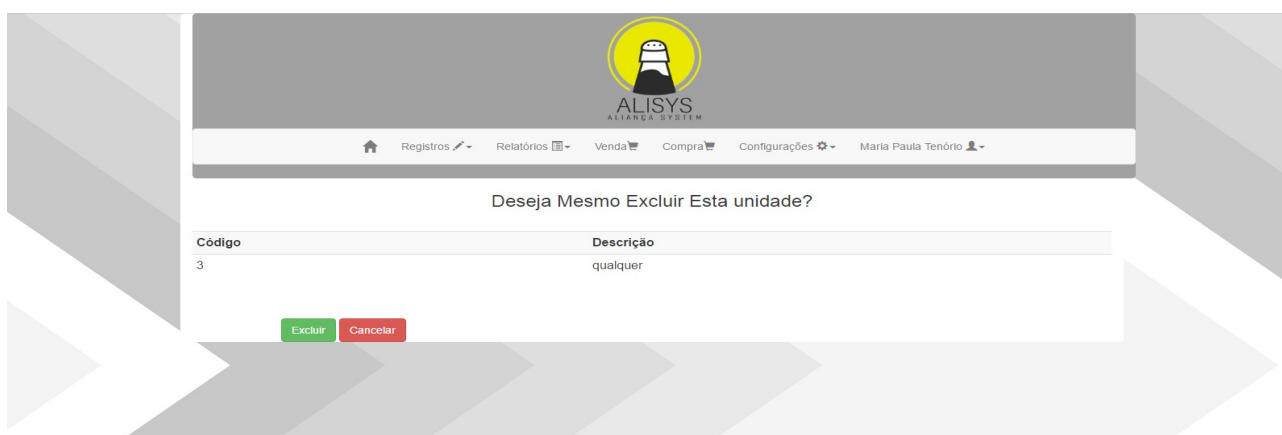 ALISYS
ALIANÇA SYSTEM
Registros Relatórios Venda Compra Configurações Maria Paula Tenório
Deseja Mesmo Excluir Esta unidade?
Código Descrição
3 qualquer
Excluir Cancelar